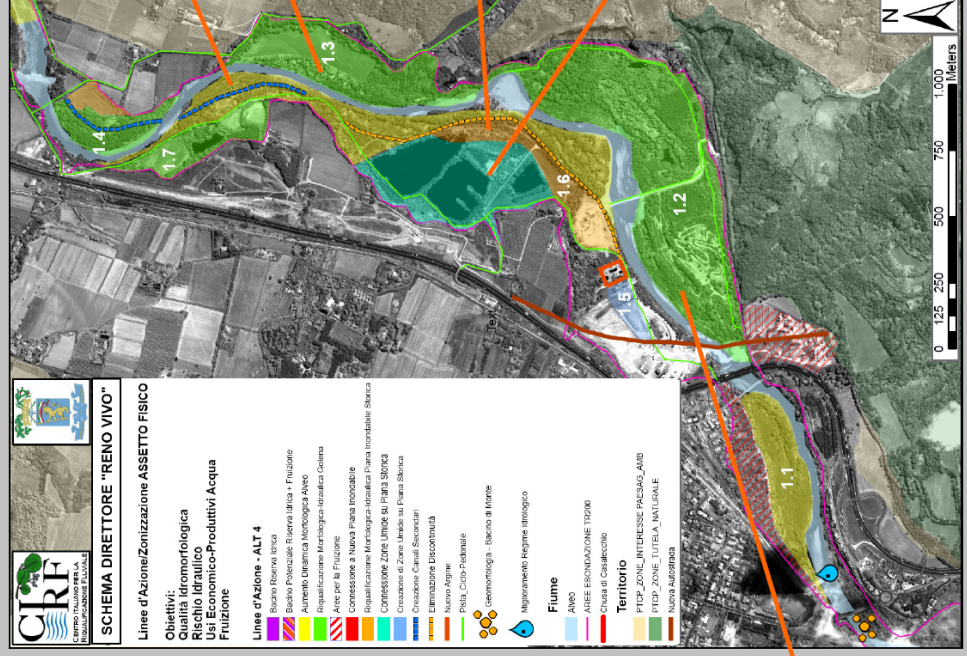 CIRF
CENTRO ITALIANO PER LA
RIQUALIFICAZIONE FLUVIALE
SCHEMA DIRETTORE "RENO VIVO"
Linee d'Azione/Zonizzazione ASSETTO FISICO
Obiettivi:
Qualità Idromorfologica
Rischio Idraulico
Usi Economico-Produttivi Acqua
Fruizione
Linee d'Azione - ALT 4
Bacino Riserva Idrica
Bacino Potenziale Riserva Idrica + Fruizione
Aumento Dinamica Morfologica Alveo
Riqualificazione Morfologica-Idraulica Golena
Aree per la Fruizione
Connessione a Nuova Piana Inondabile
Riqualificazione Morfologica-Idraulica Piana Inondabile Storica
Connessione Zone Umide su Piana Storica
Creazione di Zone Umide su Piana Storica
Creazione Canali Secondari
Eliminazione Discontinuità
Nuovo Argine
Pista_Ciclo-Pedonale
Geomorfologia - Bacino di Monte
Miglioramento Regime Idrologico
Fiume
Alveo
AREE ESONDAZIONE TR200
Chiusa di Casalecchio
Territorio
PTCP_ZONE_INTERESSE PAESAG_AMB
PTCP_ZONE_TUTELA_NATURALE
Nuova Autostrada
1.1
1.2
1.3
1.4
1.5
1.6
1.7
Text
N
0 125 250 500 750 1.000
Meters